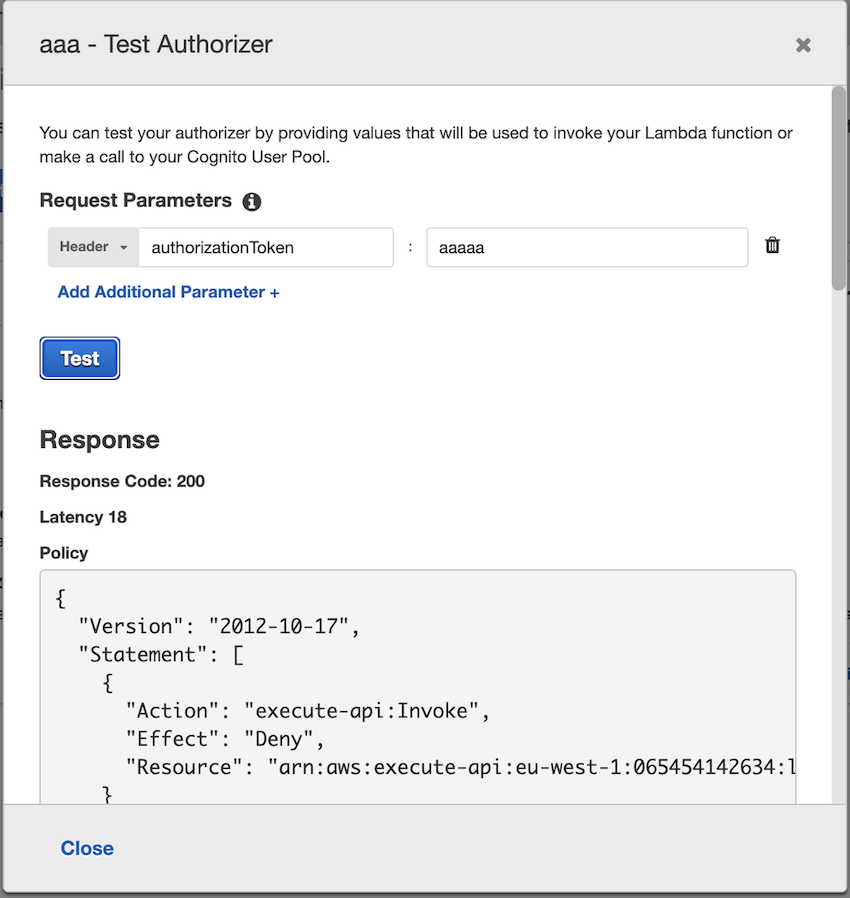 aaa - Test Authorizer
You can test your authorizer by providing values that will be used to invoke your Lambda function or
make a call to your Cognito User Pool.
Request Parameters
Header authorizationToken : aaaaa
Add Additional Parameter +
Test
Response
Response Code: 200
Latency 18
Policy
{
  "Version": "2012-10-17",
  "Statement": [
    {
      "Action": "execute-api:Invoke",
      "Effect": "Deny",
      "Resource": "arn:aws:execute-api:eu-west-1:065454142634:l
    }
Close